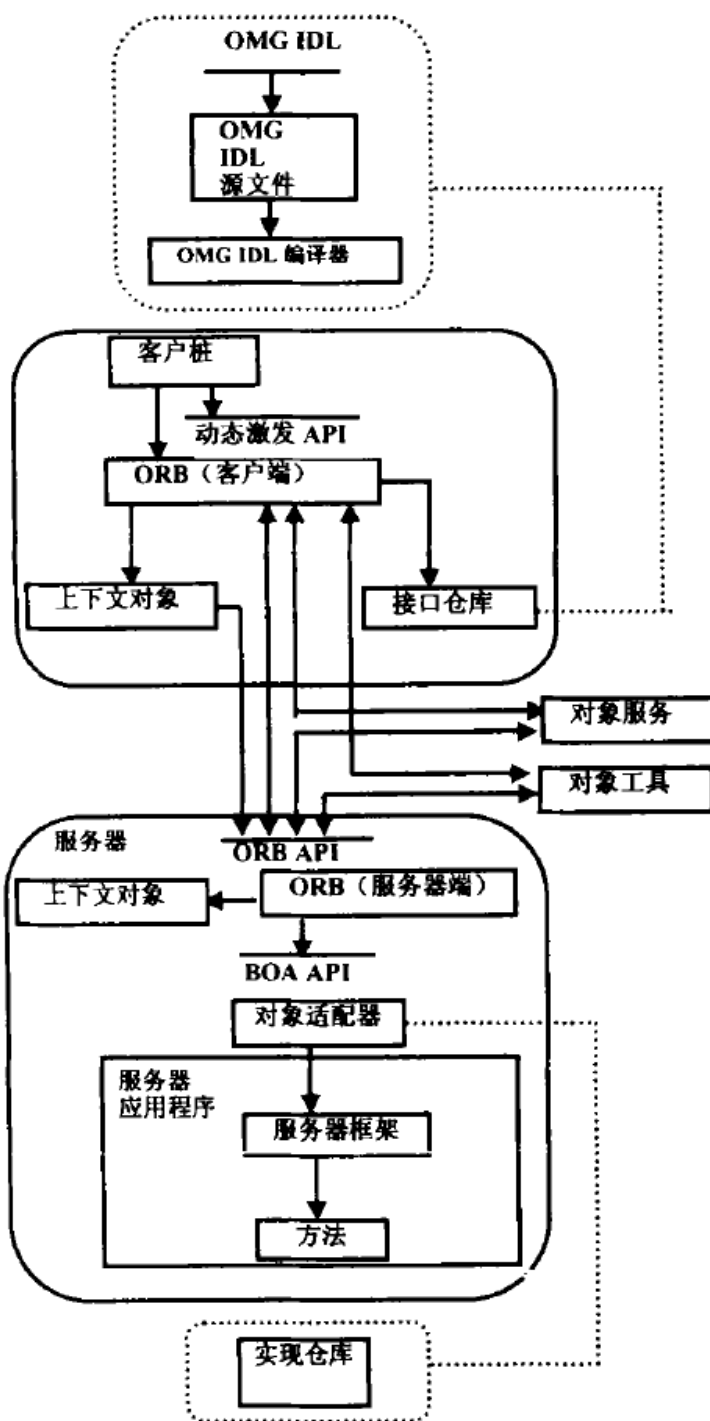 OMG IDL
OMG
IDL
源文件
OMG IDL 编译器
客户桩
动态激发 API
ORB（客户端）
上下文对象
接口仓库
对象服务
对象工具
服务器
ORB API
上下文对象
ORB（服务器端）
BOA API
对象适配器
服务器
应用程序
服务器框架
方法
实现仓库